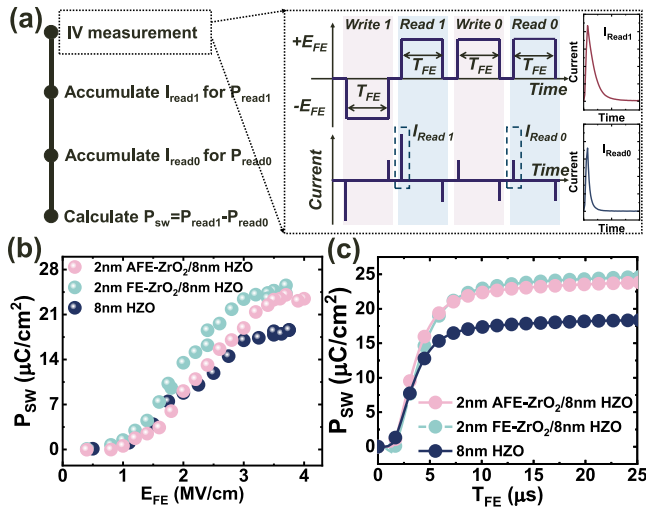 (a)
IV measurement
Accumulate I_read1 for P_read1
Accumulate I_read0 for P_read0
Calculate P_sw=P_read1-P_read0
Write 1 Read 1 Write 0 Read 0
+E_FE
T_FE T_FE T_FE
Time
T_FE
-E_FE
I_Read 1 I_Read 0
Time
Current
Current
I_Read1
Time
Current
I_Read0
Time
(b)
2nm AFE-ZrO₂/8nm HZO
2nm FE-ZrO₂/8nm HZO
8nm HZO
P_SW (μC/cm²)
28
21
14
7
0
0 1 2 3 4
E_FE (MV/cm)
(c)
P_SW (μC/cm²)
25
20
15
10
5
0
2nm AFE-ZrO₂/8nm HZO
2nm FE-ZrO₂/8nm HZO
8nm HZO
0 5 10 15 20 25
T_FE (μs)